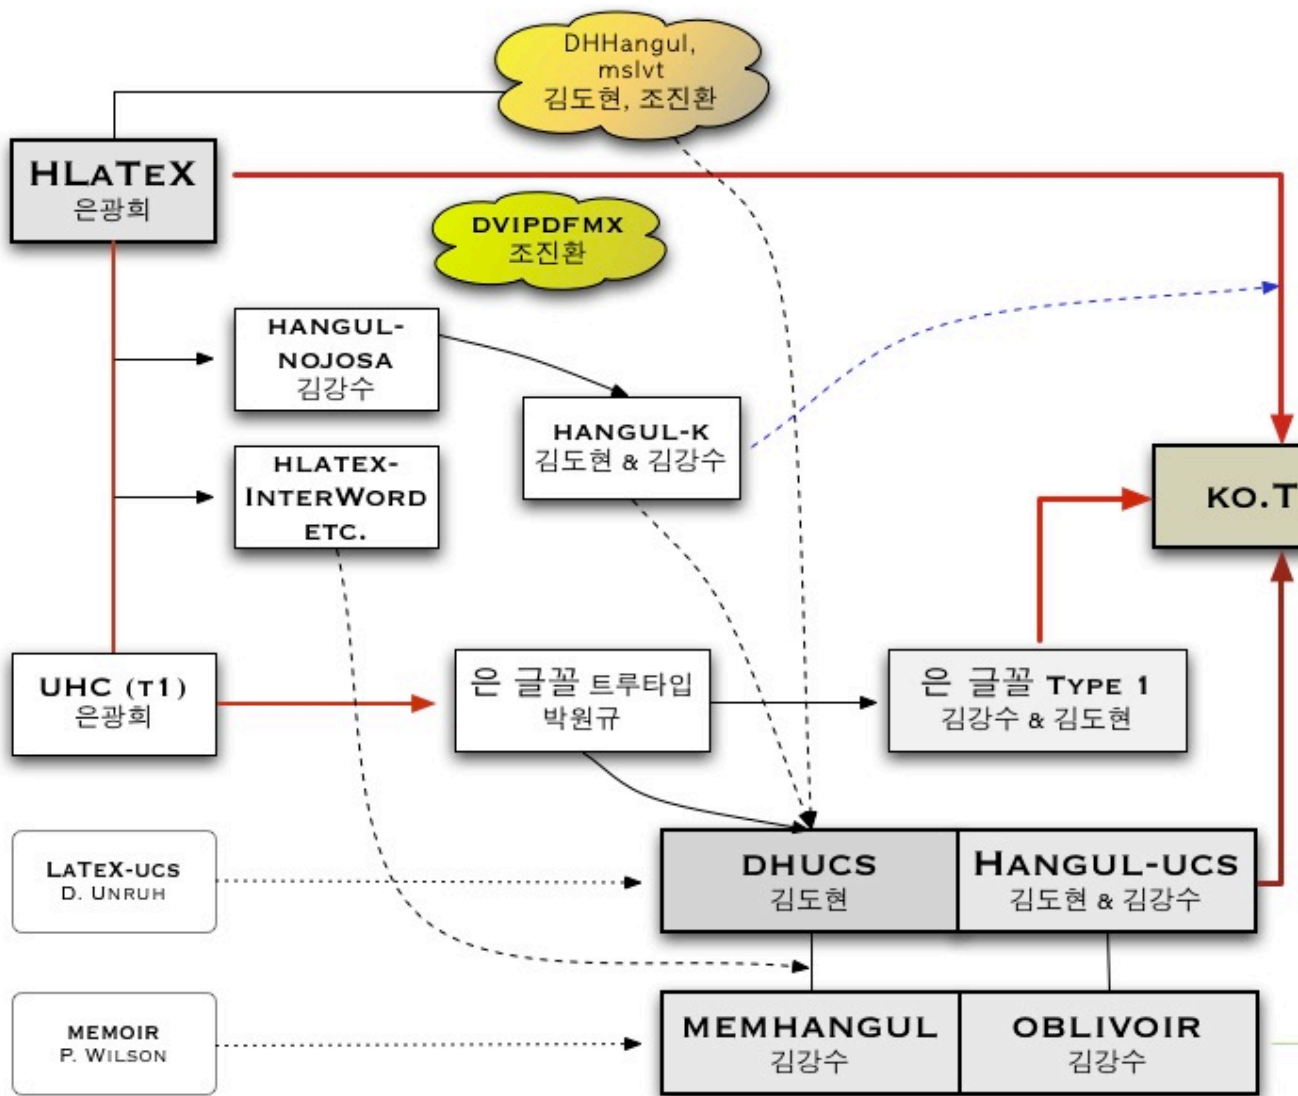 DHHangul,
mslvt
김도현, 조진환
HLaTeX
은광희
DVIPDFMX
조진환
HANGUL-
NOJOSA
김강수
HANGUL-K
김도현 & 김강수
HLATEX-
INTERWORD
ETC.
KO.T
UHC (T1)
은광희
은 글꼴 트루타입
박원규
은 글꼴 TYPE 1
김강수 & 김도현
LaTeX-UCS
D. UNRUH
DHUCS
김도현
HANGUL-UCS
김도현 & 김강수
MEMOIR
P. WILSON
MEMHANGUL
김강수
OBLIVOIR
김강수